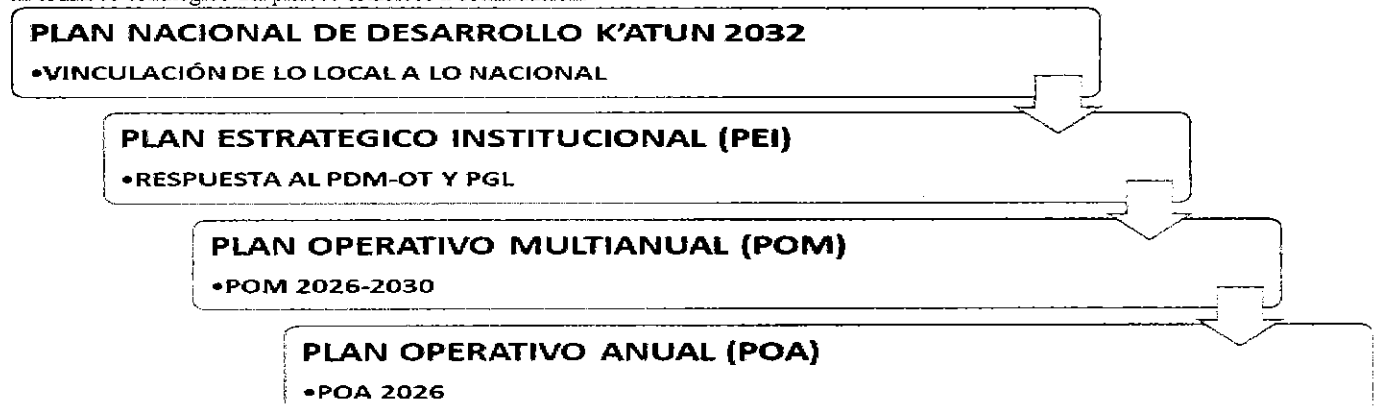 PLAN NACIONAL DE DESARROLLO K’ATUN 2032
•VINCULACIÓN DE LO LOCAL A LO NACIONAL
PLAN ESTRATEGICO INSTITUCIONAL (PEI)
•RESPUESTA AL PDM-OT Y PGL
PLAN OPERATIVO MULTIANUAL (POM)
•POM 2026-2030
PLAN OPERATIVO ANUAL (POA)
•POA 2026